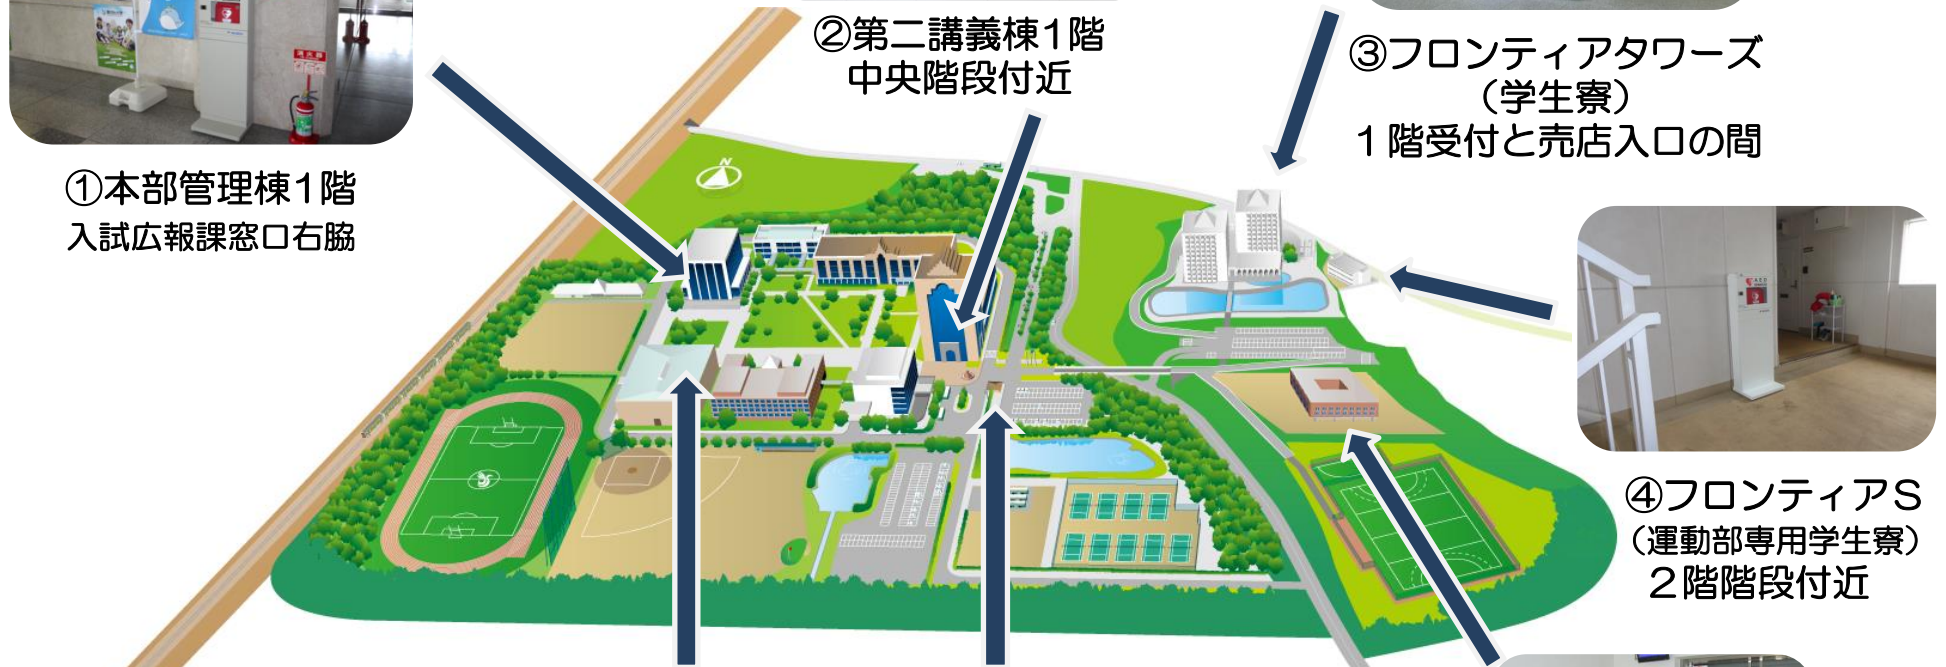 ①本部管理棟1階
入試広報課窓口右脇
②第二講義棟1階
中央階段付近
③フロンティアタワーズ
(学生寮)
1階受付と売店入口の間
④フロンティアS
(運動部専用学生寮)
2階階段付近
N
消火器
AED